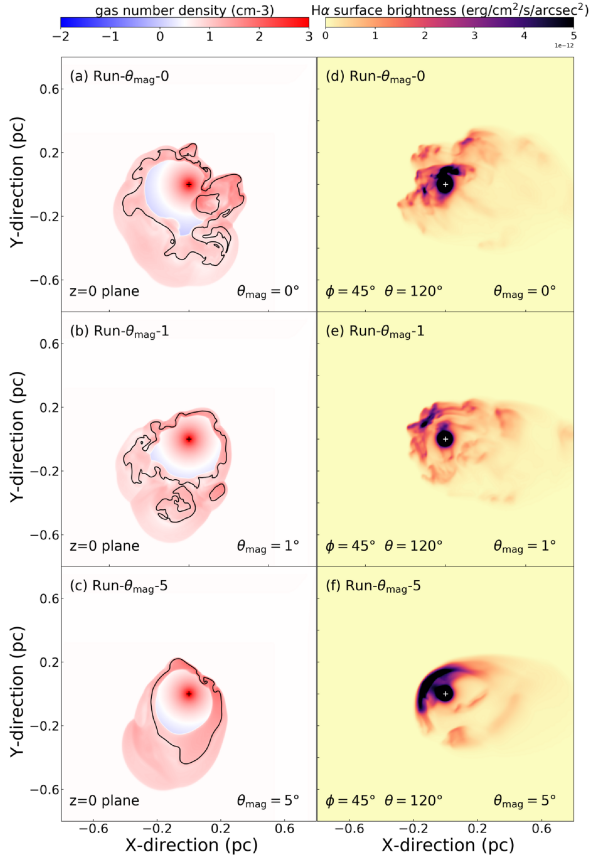 gas number density (cm-3)
Hα surface brightness (erg/cm²/s/arcsec²)
−2 −1 0 1 2 3
0 1 2 3 4 5
1e-12
(a) Run-θmag-0
(d) Run-θmag-0
0.6
0.2
−0.2
−0.6
Y-direction (pc)
z=0 plane
θmag = 0°
ϕ = 45° θ = 120°
θmag = 0°
(b) Run-θmag-1
(e) Run-θmag-1
0.6
0.2
−0.2
−0.6
Y-direction (pc)
z=0 plane
θmag = 1°
ϕ = 45° θ = 120°
θmag = 1°
(c) Run-θmag-5
(f) Run-θmag-5
0.6
0.2
−0.2
−0.6
Y-direction (pc)
z=0 plane
θmag = 5°
ϕ = 45° θ = 120°
θmag = 5°
−0.6 −0.2 0.2 0.6
−0.6 −0.2 0.2 0.6
X-direction (pc)
X-direction (pc)